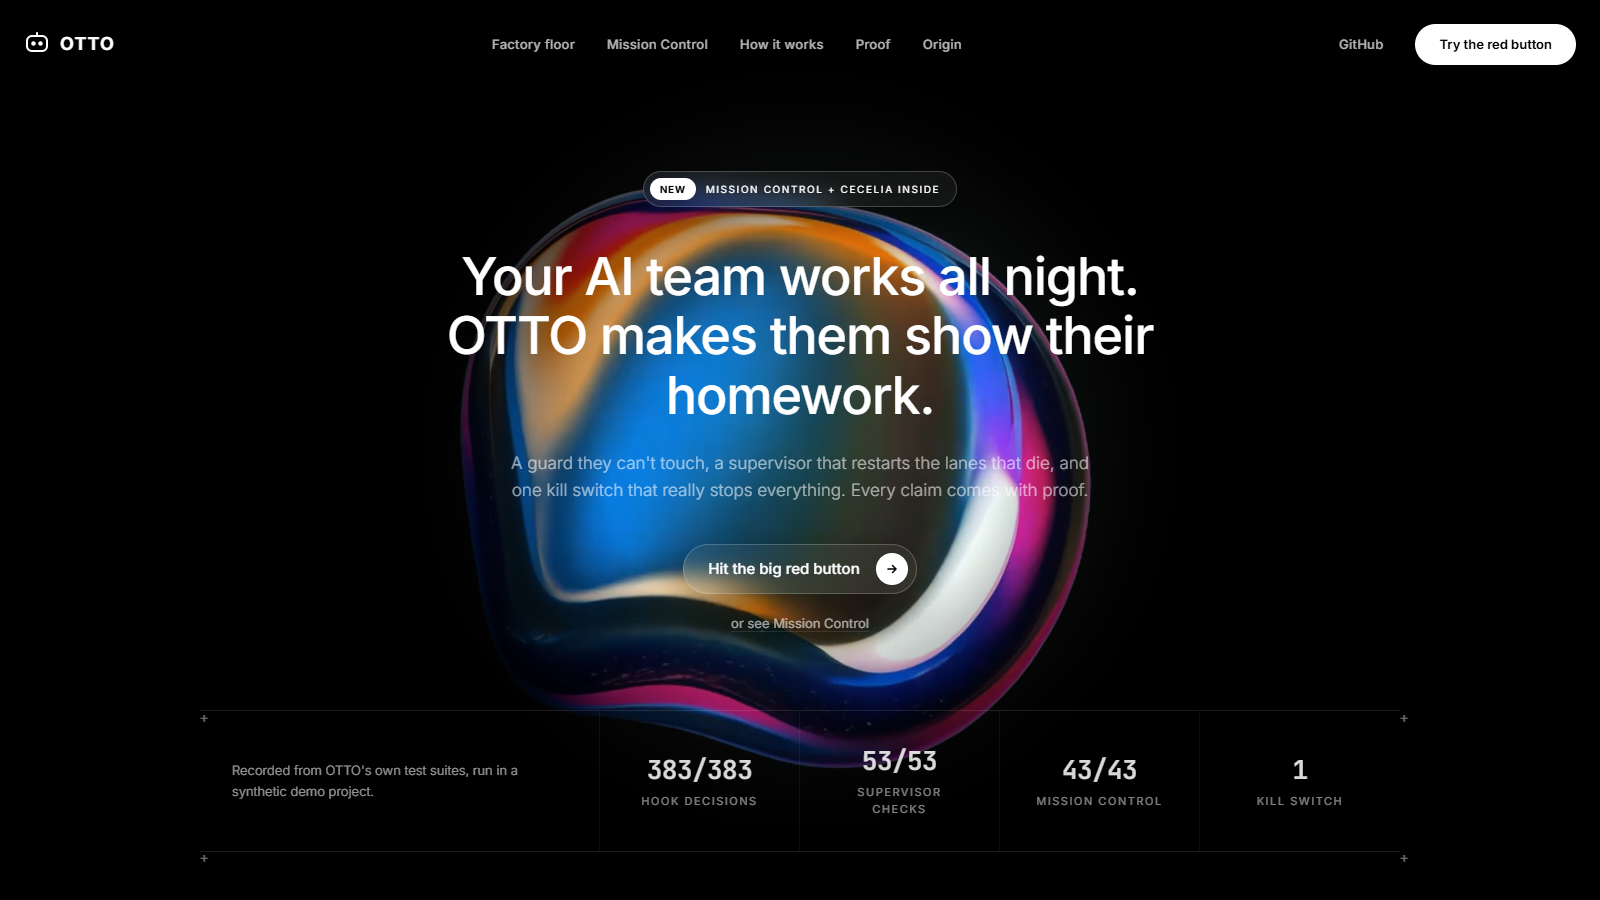 OTTO
Factory floor
Mission Control
How it works
Proof
Origin
GitHub
Try the red button
NEW MISSION CONTROL + CECELIA INSIDE
Your AI team works all night.
OTTO makes them show their
homework.
A guard they can't touch, a supervisor that restarts the lanes that die, and
one kill switch that really stops everything. Every claim comes with proof.
Hit the big red button
or see Mission Control
Recorded from OTTO's own test suites, run in a
synthetic demo project.
383/383
HOOK DECISIONS
53/53
SUPERVISOR
CHECKS
43/43
MISSION CONTROL
1
KILL SWITCH